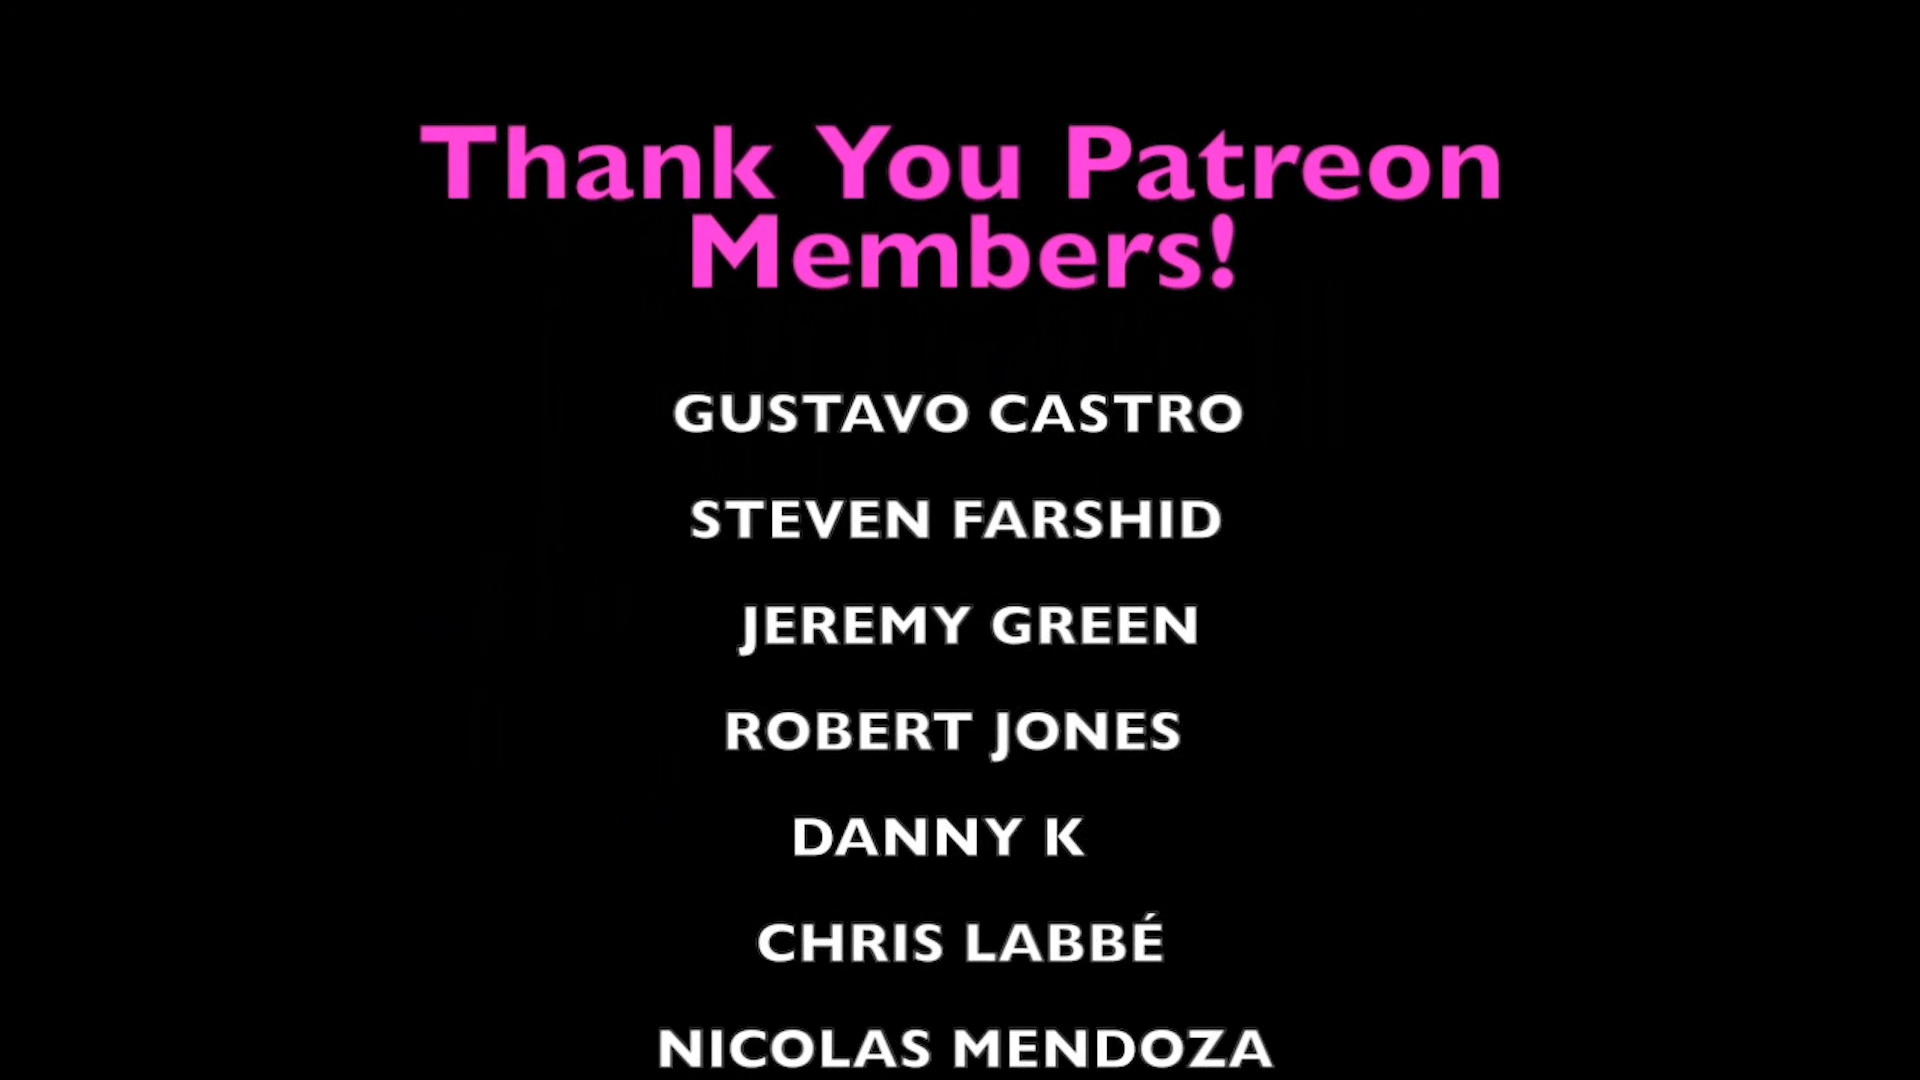 Thank You Patreon
Members!
GUSTAVO CASTRO
STEVEN FARSHID
JEREMY GREEN
ROBERT JONES
DANNY K
CHRIS LABBÉ
NICOLAS MENDOZA